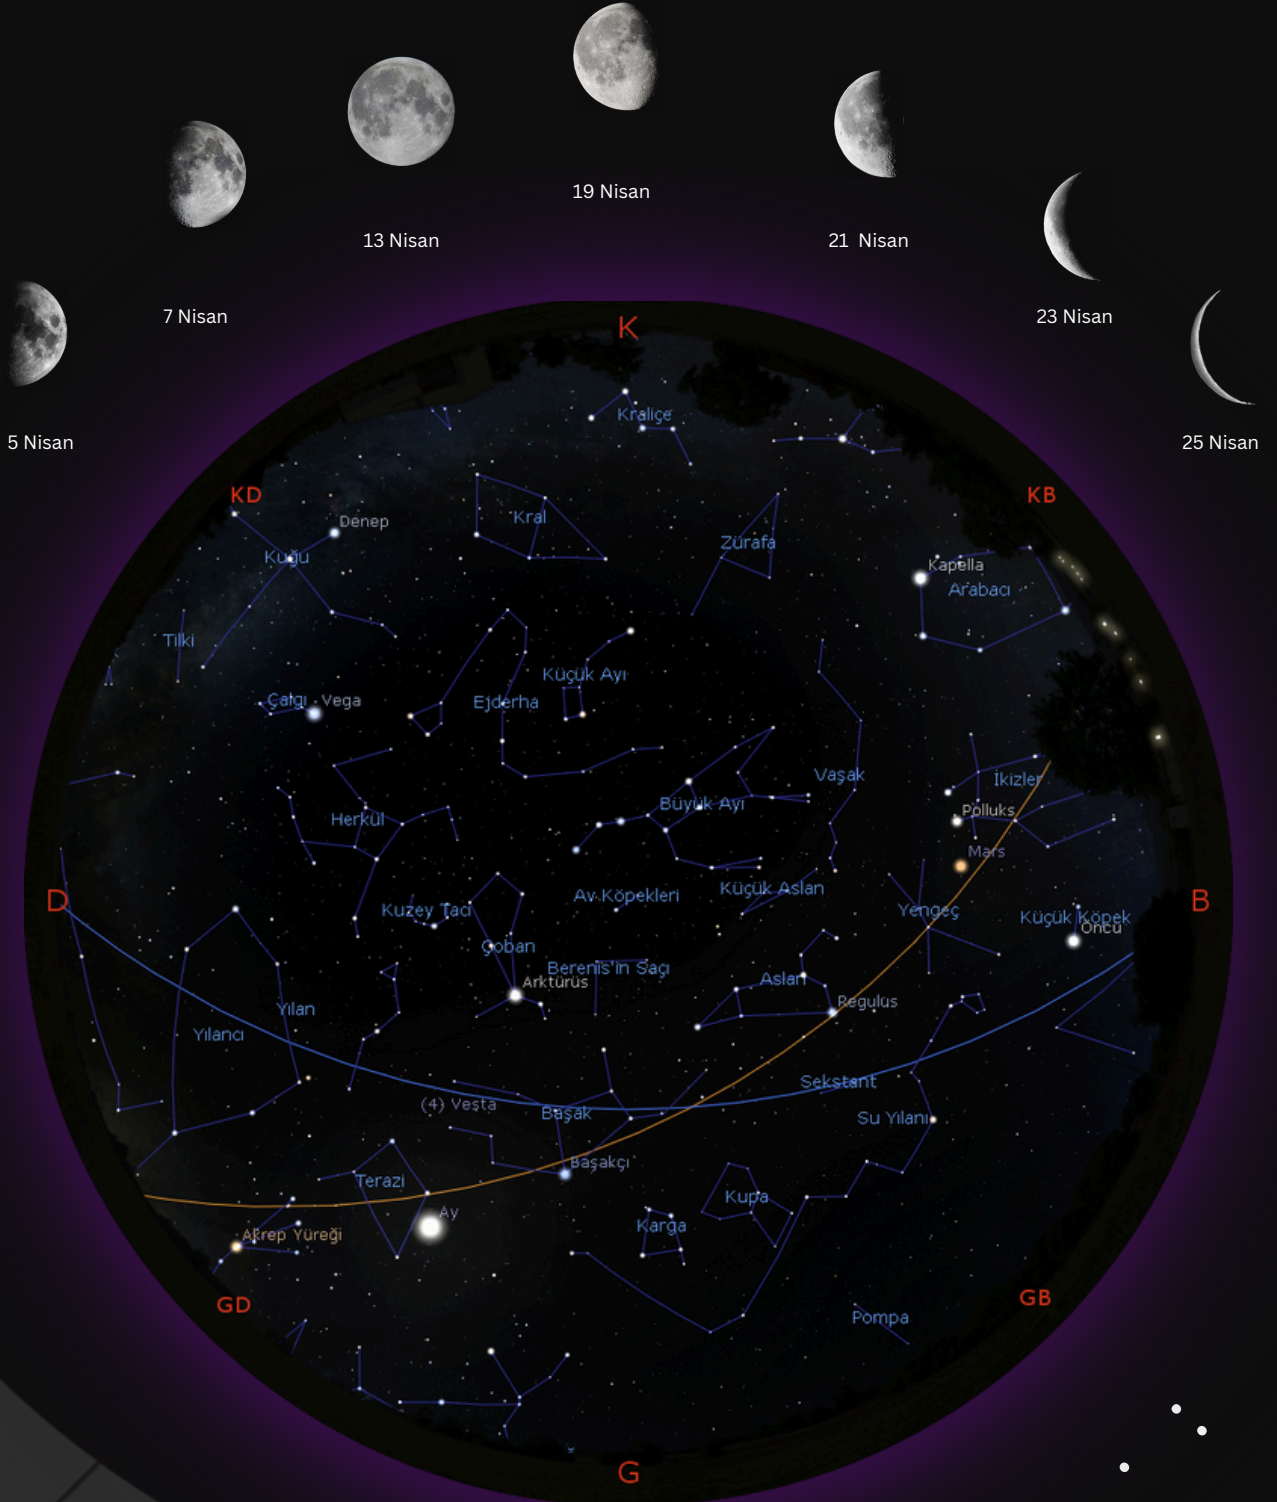 19 Nisan
13 Nisan
21 Nisan
7 Nisan
23 Nisan
5 Nisan
25 Nisan
K
Kraliçe
KD
KB
Denep
Kral
Zürafa
Kuğu
Kapella
Arabacı
Tilki
Küçük Ayı
Çalgı
Vega
Ejderha
Vaşak
İkizler
Büyük Ayı
Polluks
Herkül
Mars
Küçük Aslan
Av Köpekleri
D
B
Kuzey Tacı
Yengeç
Küçük Köpek
Öncü
Çoban
Berenis'in Saçı
Arktürüs
Aslan
Regulus
Yılan
Yılancı
Sekstant
(4) Vesta
Başak
Su Yılanı
Başakçı
Terazi
Kupa
Ay
Karga
Akrep Yüreği
GD
GB
Pompa
G